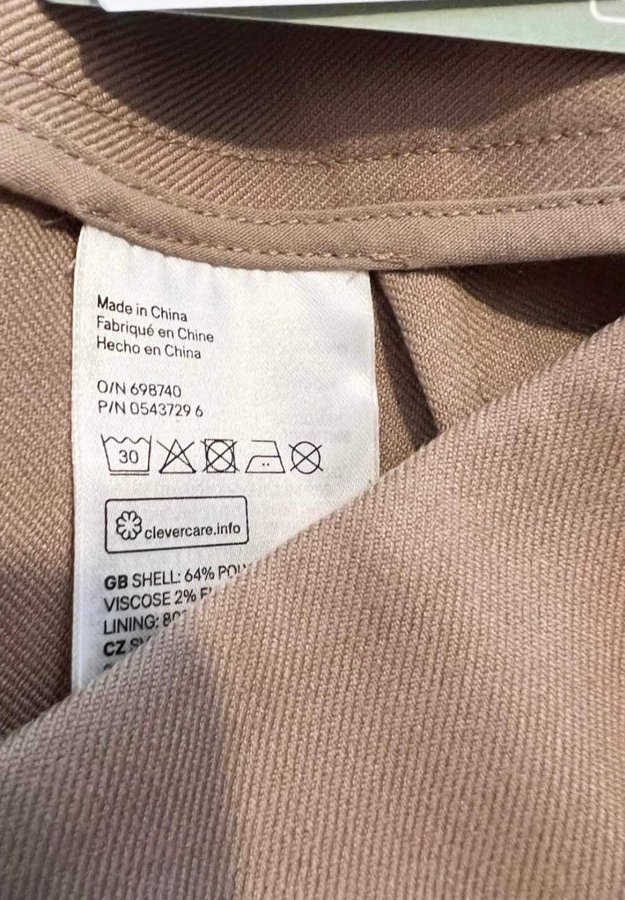 Made in China
Fabriqué en Chine
Hecho en China
O/N 698740
P/N 0543729 6
30
clevercare.info
GB SHELL: 64%
VISCOSE 2%
LINING:
CZ